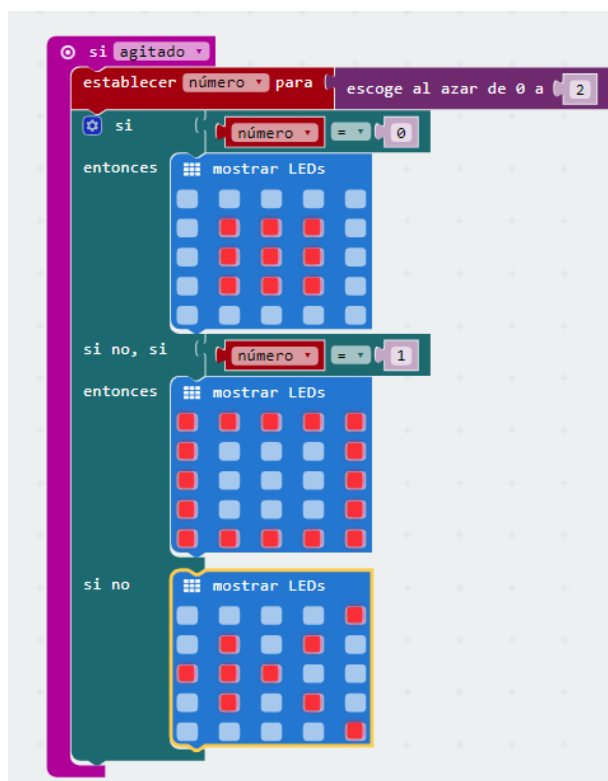 si agitado
establecer número para escoge al azar de 0 a 2
si número = 0
entonces mostrar LEDs
si no, si número = 1
entonces mostrar LEDs
si no mostrar LEDs